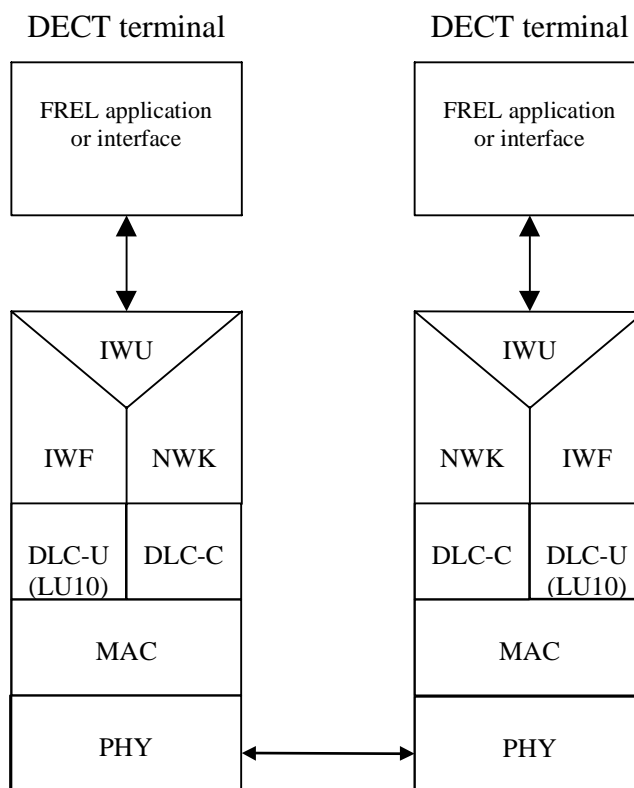 DECT terminal
DECT terminal
FREL application
or interface
FREL application
or interface
IWU
IWU
IWF
NWK
NWK
IWF
DLC-U
(LU10)
DLC-C
DLC-C
DLC-U
(LU10)
MAC
MAC
PHY
PHY